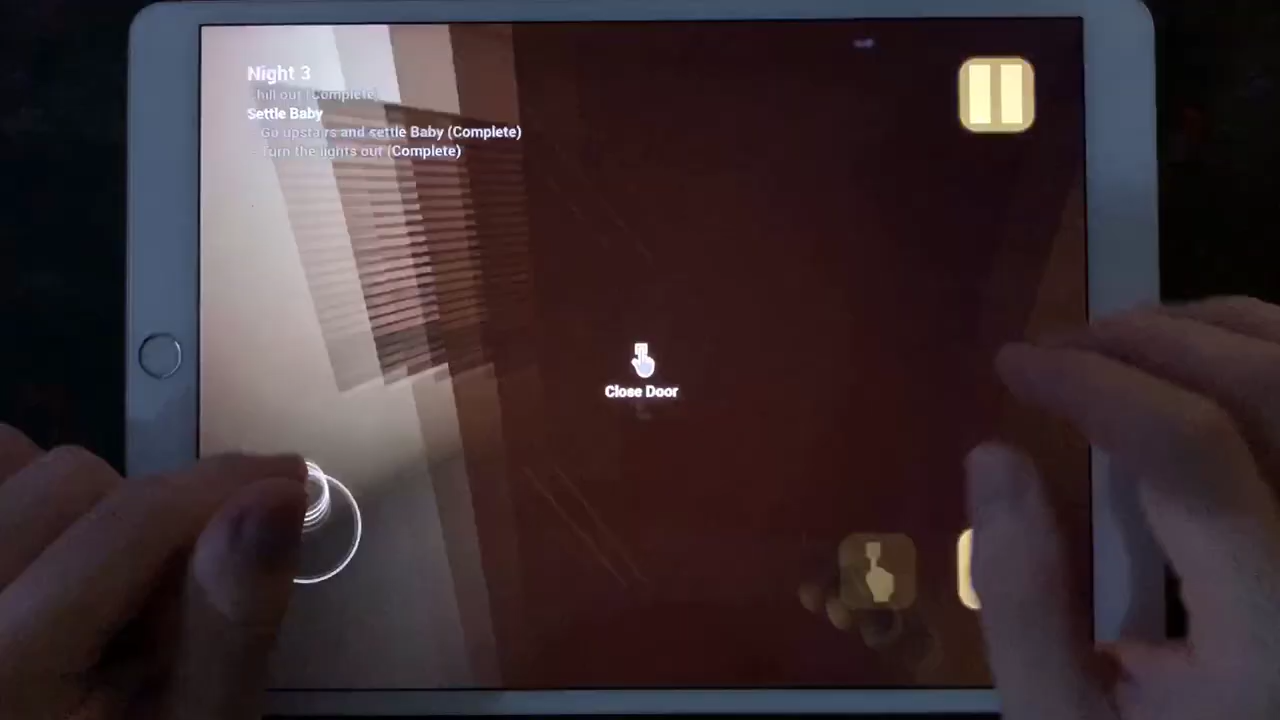 Night 3
Chill out (Complete)
Settle Baby
- Go upstairs and settle Baby (Complete)
- Turn the lights out (Complete)
Close Door